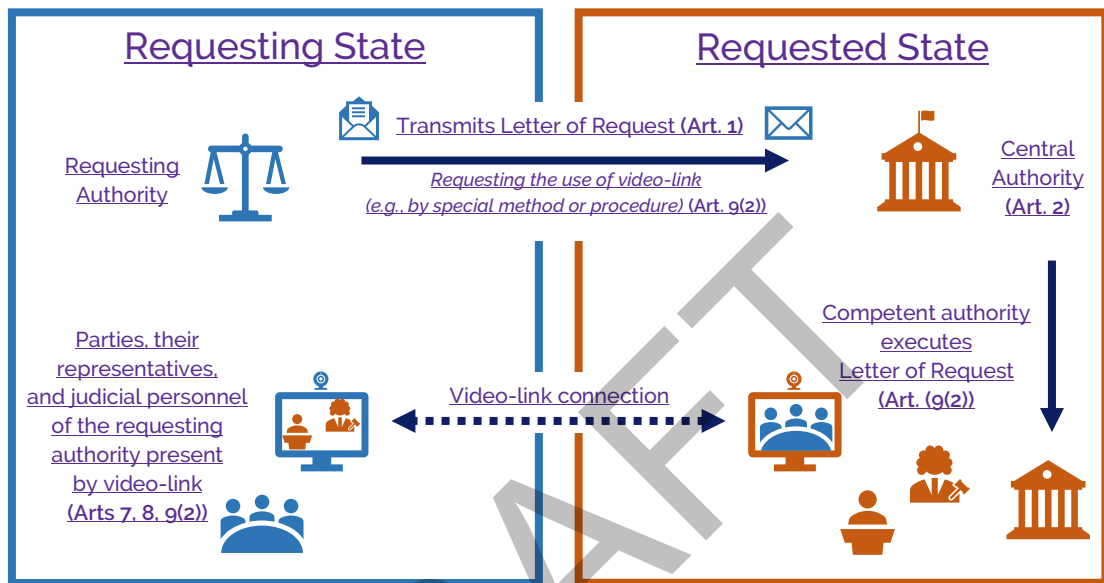 Requesting State
Requested State
Transmits Letter of Request (Art. 1)
Requesting the use of video-link
(e.g., by special method or procedure) (Art. 9(2))
Requesting
Authority
Central
Authority
(Art. 2)
Parties, their
representatives,
and judicial personnel
of the requesting
authority present
by video-link
(Arts 7, 8, 9(2))
Video-link connection
Competent authority
executes
Letter of Request
(Art. (9(2))
AFT